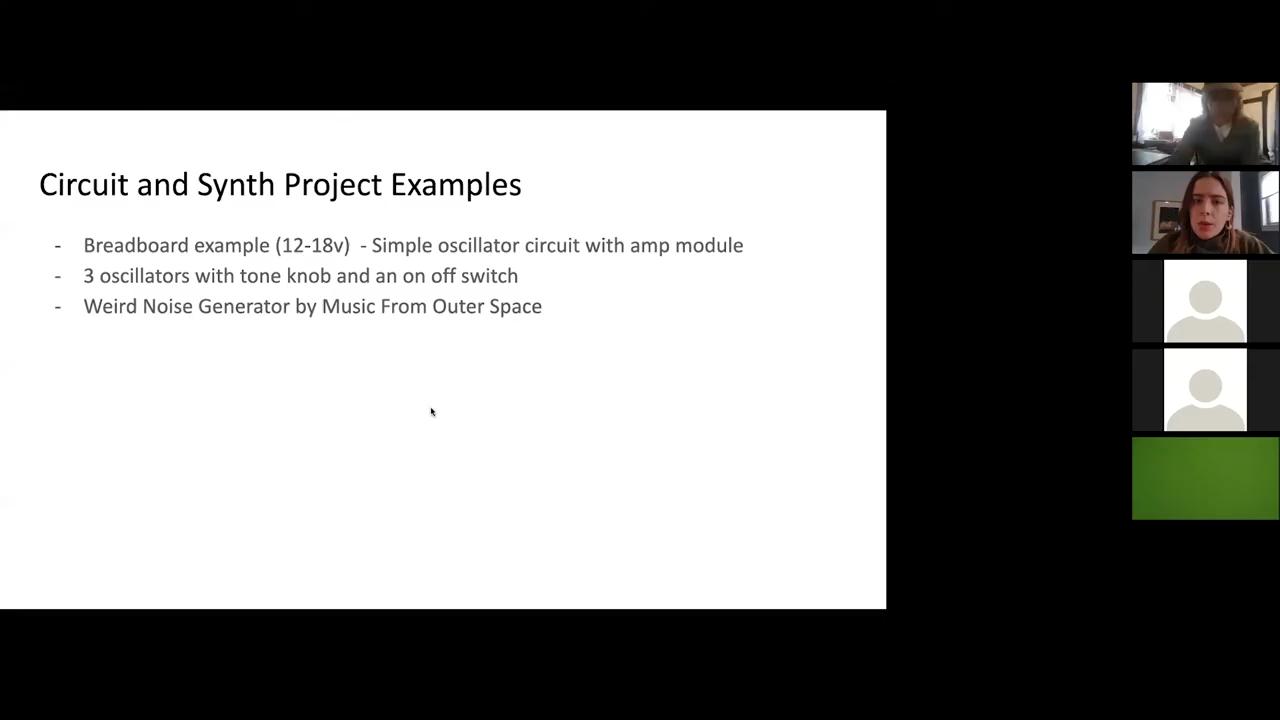 Circuit and Synth Project Examples
- Breadboard example (12-18v)  - Simple oscillator circuit with amp module
- 3 oscillators with tone knob and an on off switch
- Weird Noise Generator by Music From Outer Space